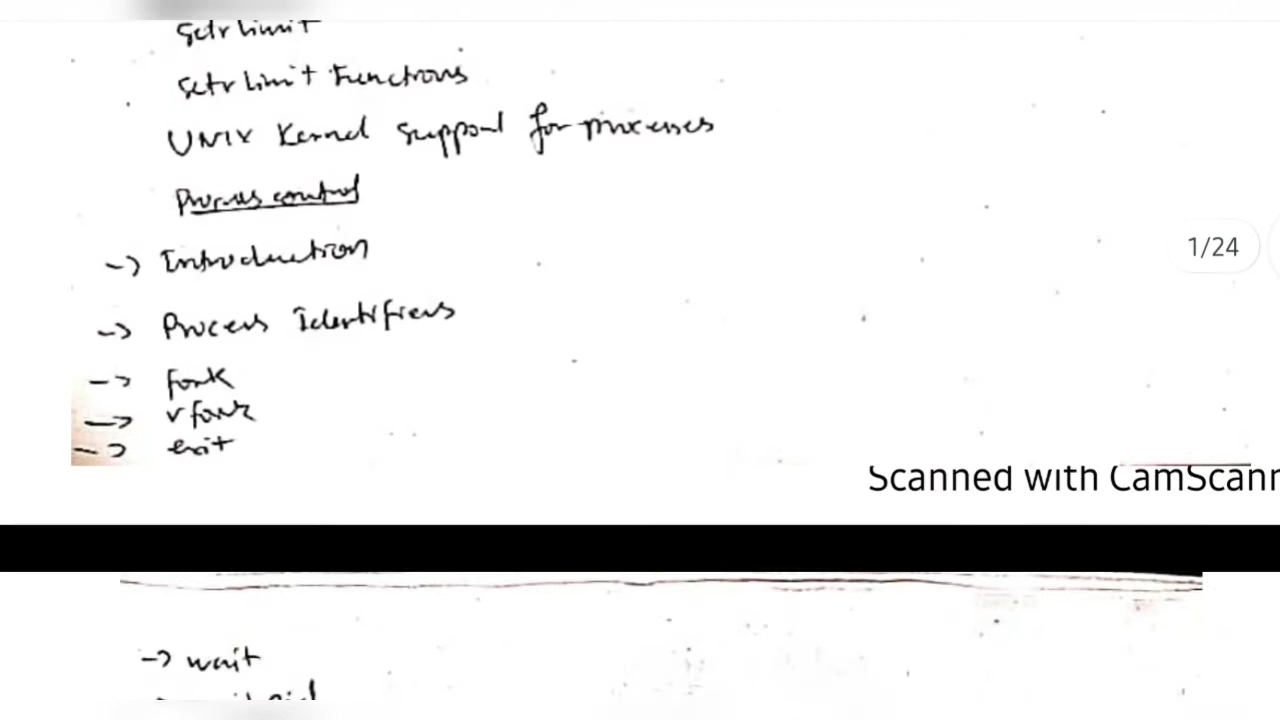 getrlimit
setrlimit Functions
UNIX Kernel Support for processes
Process control
-> Introduction
-> Process Identifiers
-> fork
-> vfork
-> exit
1/24
Scanned with CamScann
-> wait